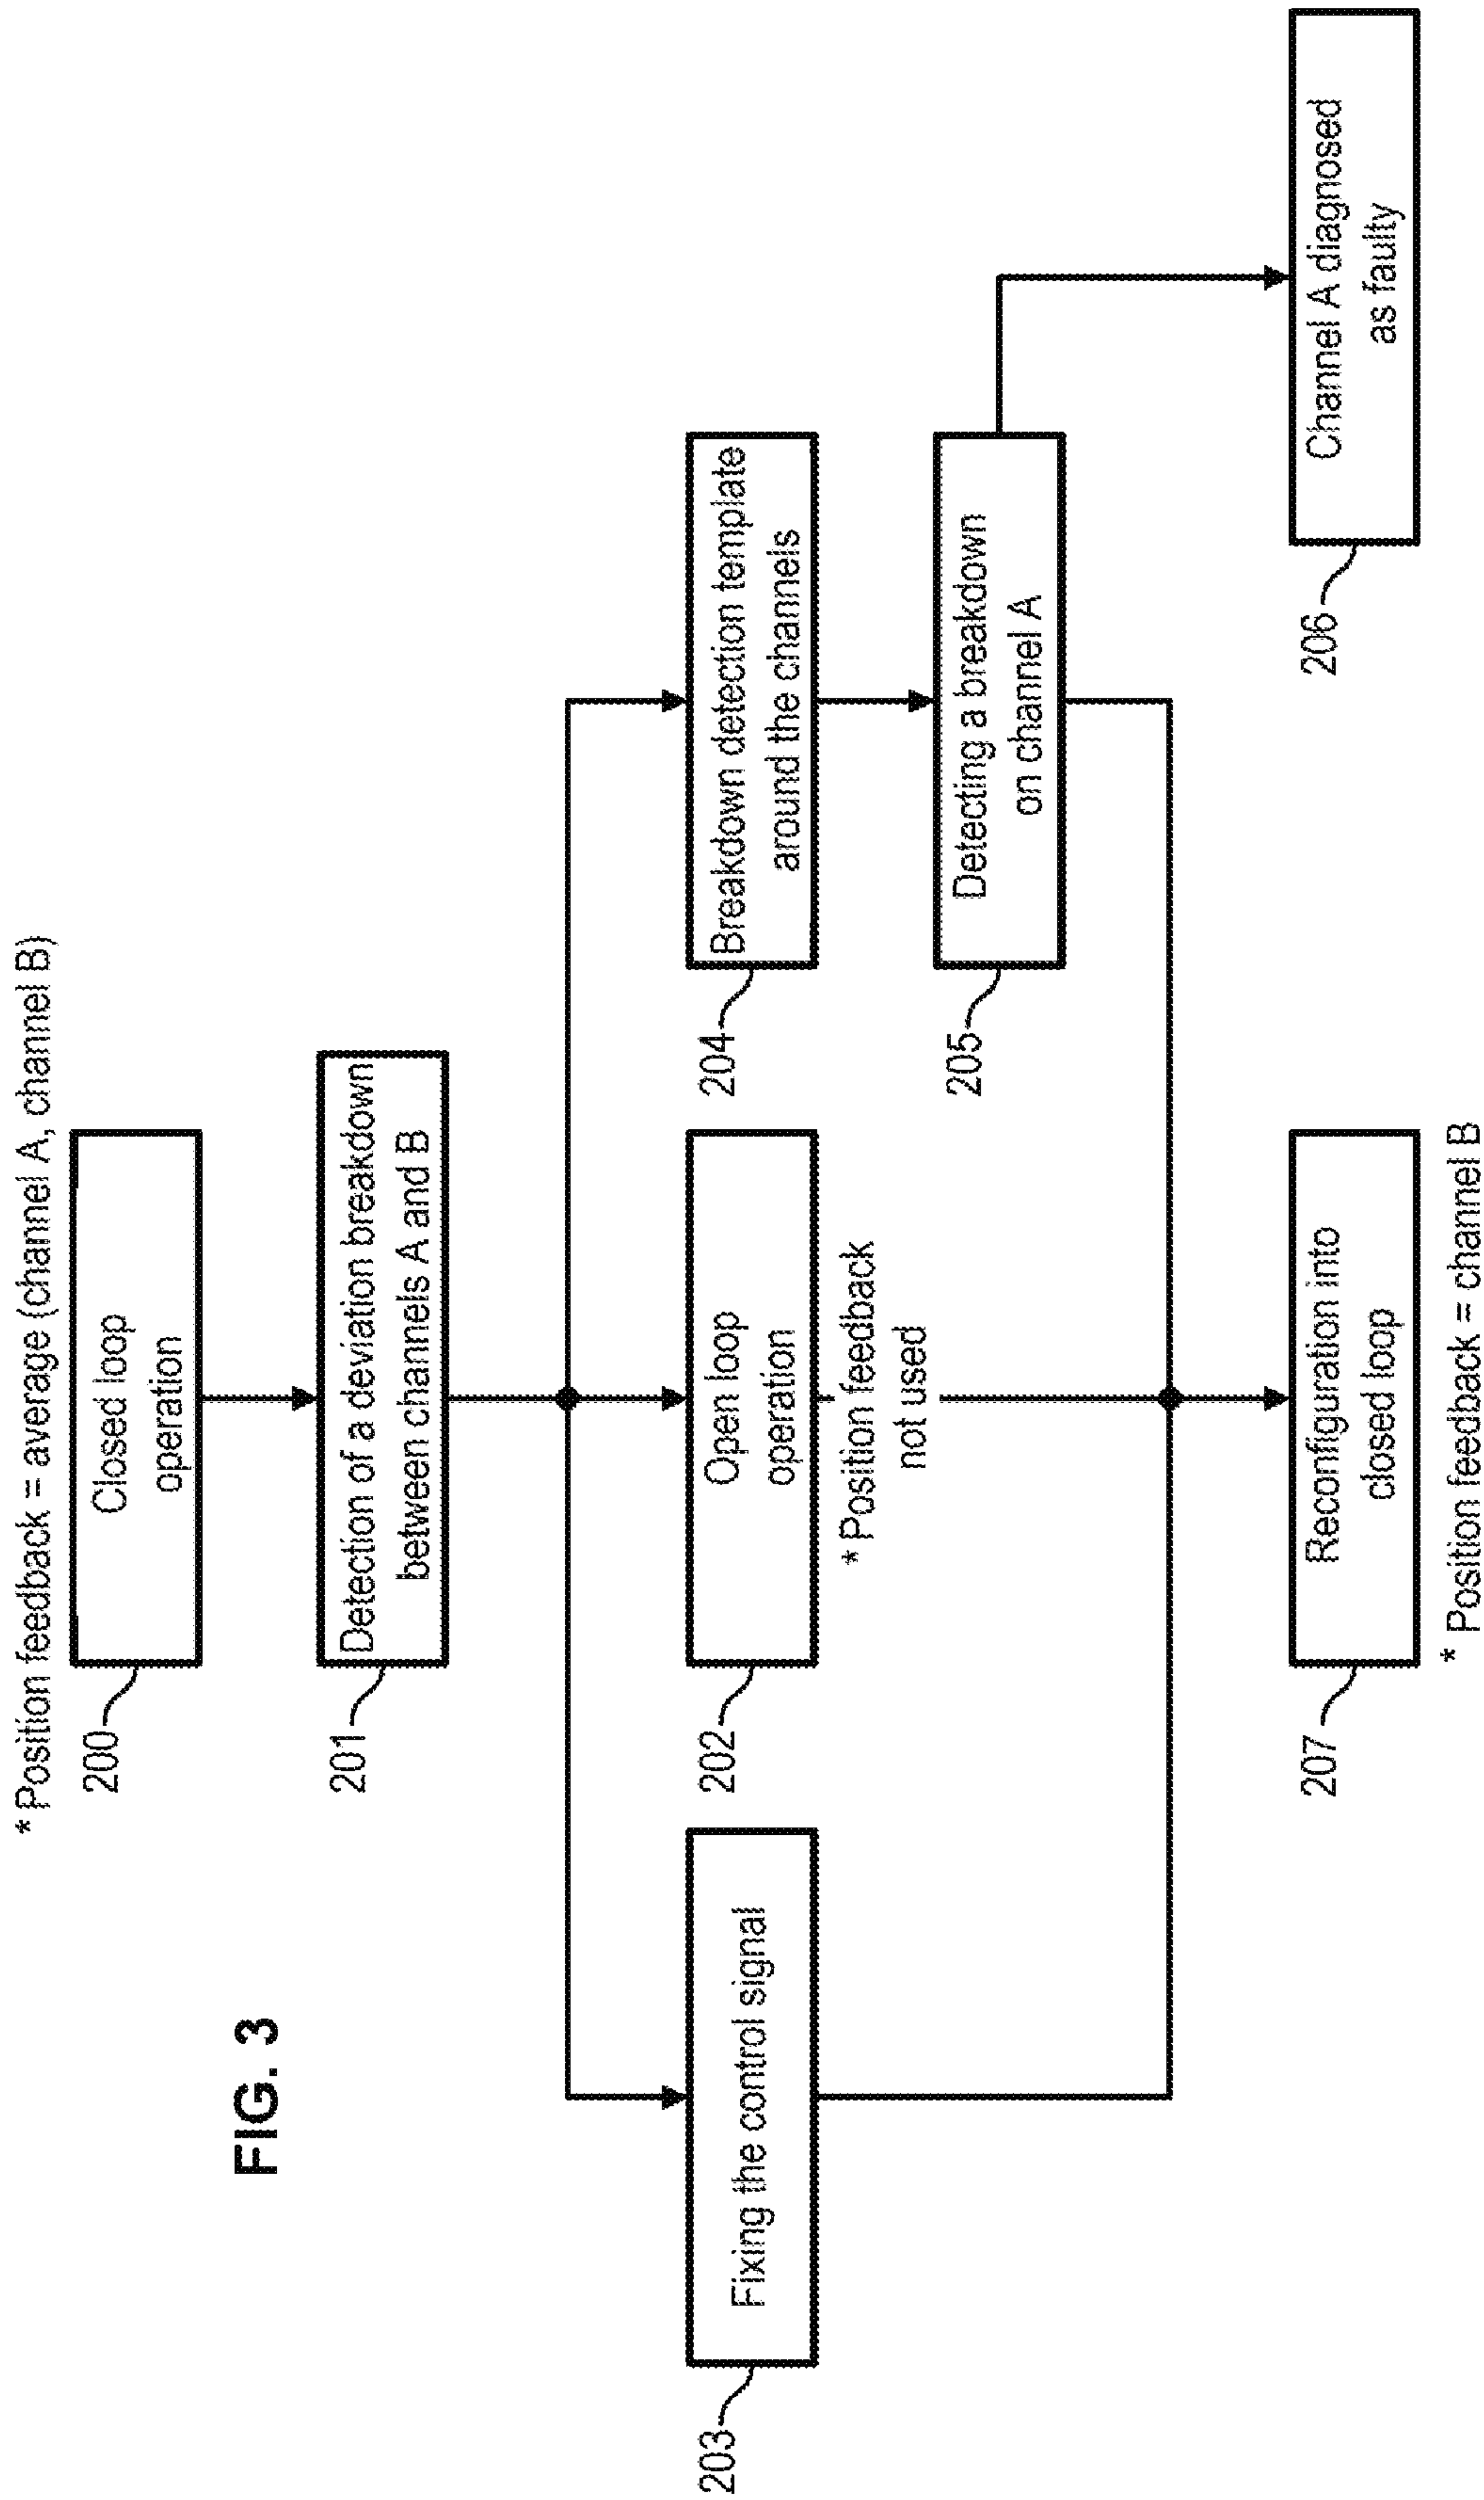 FIG. 3
* Position feedback = average (channel A, channel B)
200
Closed loop
operation
201
Detection of a deviation breakdown
between channels A and B
203
Fixing the control signal
202
Open loop
operation
* Position feedback
not used
204
Breakdown detection template
around the channels
205
Detecting a breakdown
on channel A
207
Reconfiguration into
closed loop
* Position feedback = channel B
206
Channel A diagnosed
as faulty